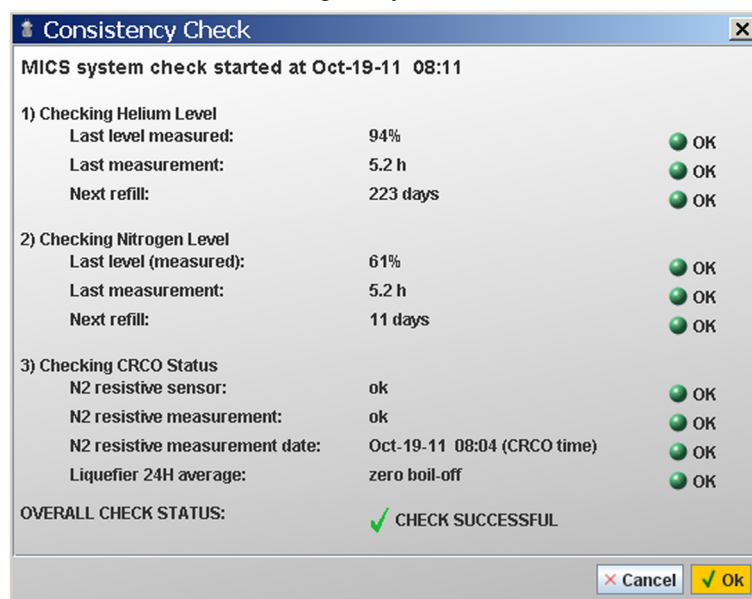 Consistency Check
MICS system check started at Oct-19-11 08:11
1) Checking Helium Level
Last level measured: 94% OK
Last measurement: 5.2 h OK
Next refill: 223 days OK
2) Checking Nitrogen Level
Last level (measured): 61% OK
Last measurement: 5.2 h OK
Next refill: 11 days OK
3) Checking CRCO Status
N2 resistive sensor: ok OK
N2 resistive measurement: ok OK
N2 resistive measurement date: Oct-19-11 08:04 (CRCO time) OK
Liquefier 24H average: zero boil-off OK
OVERALL CHECK STATUS: CHECK SUCCESSFUL
Cancel Ok